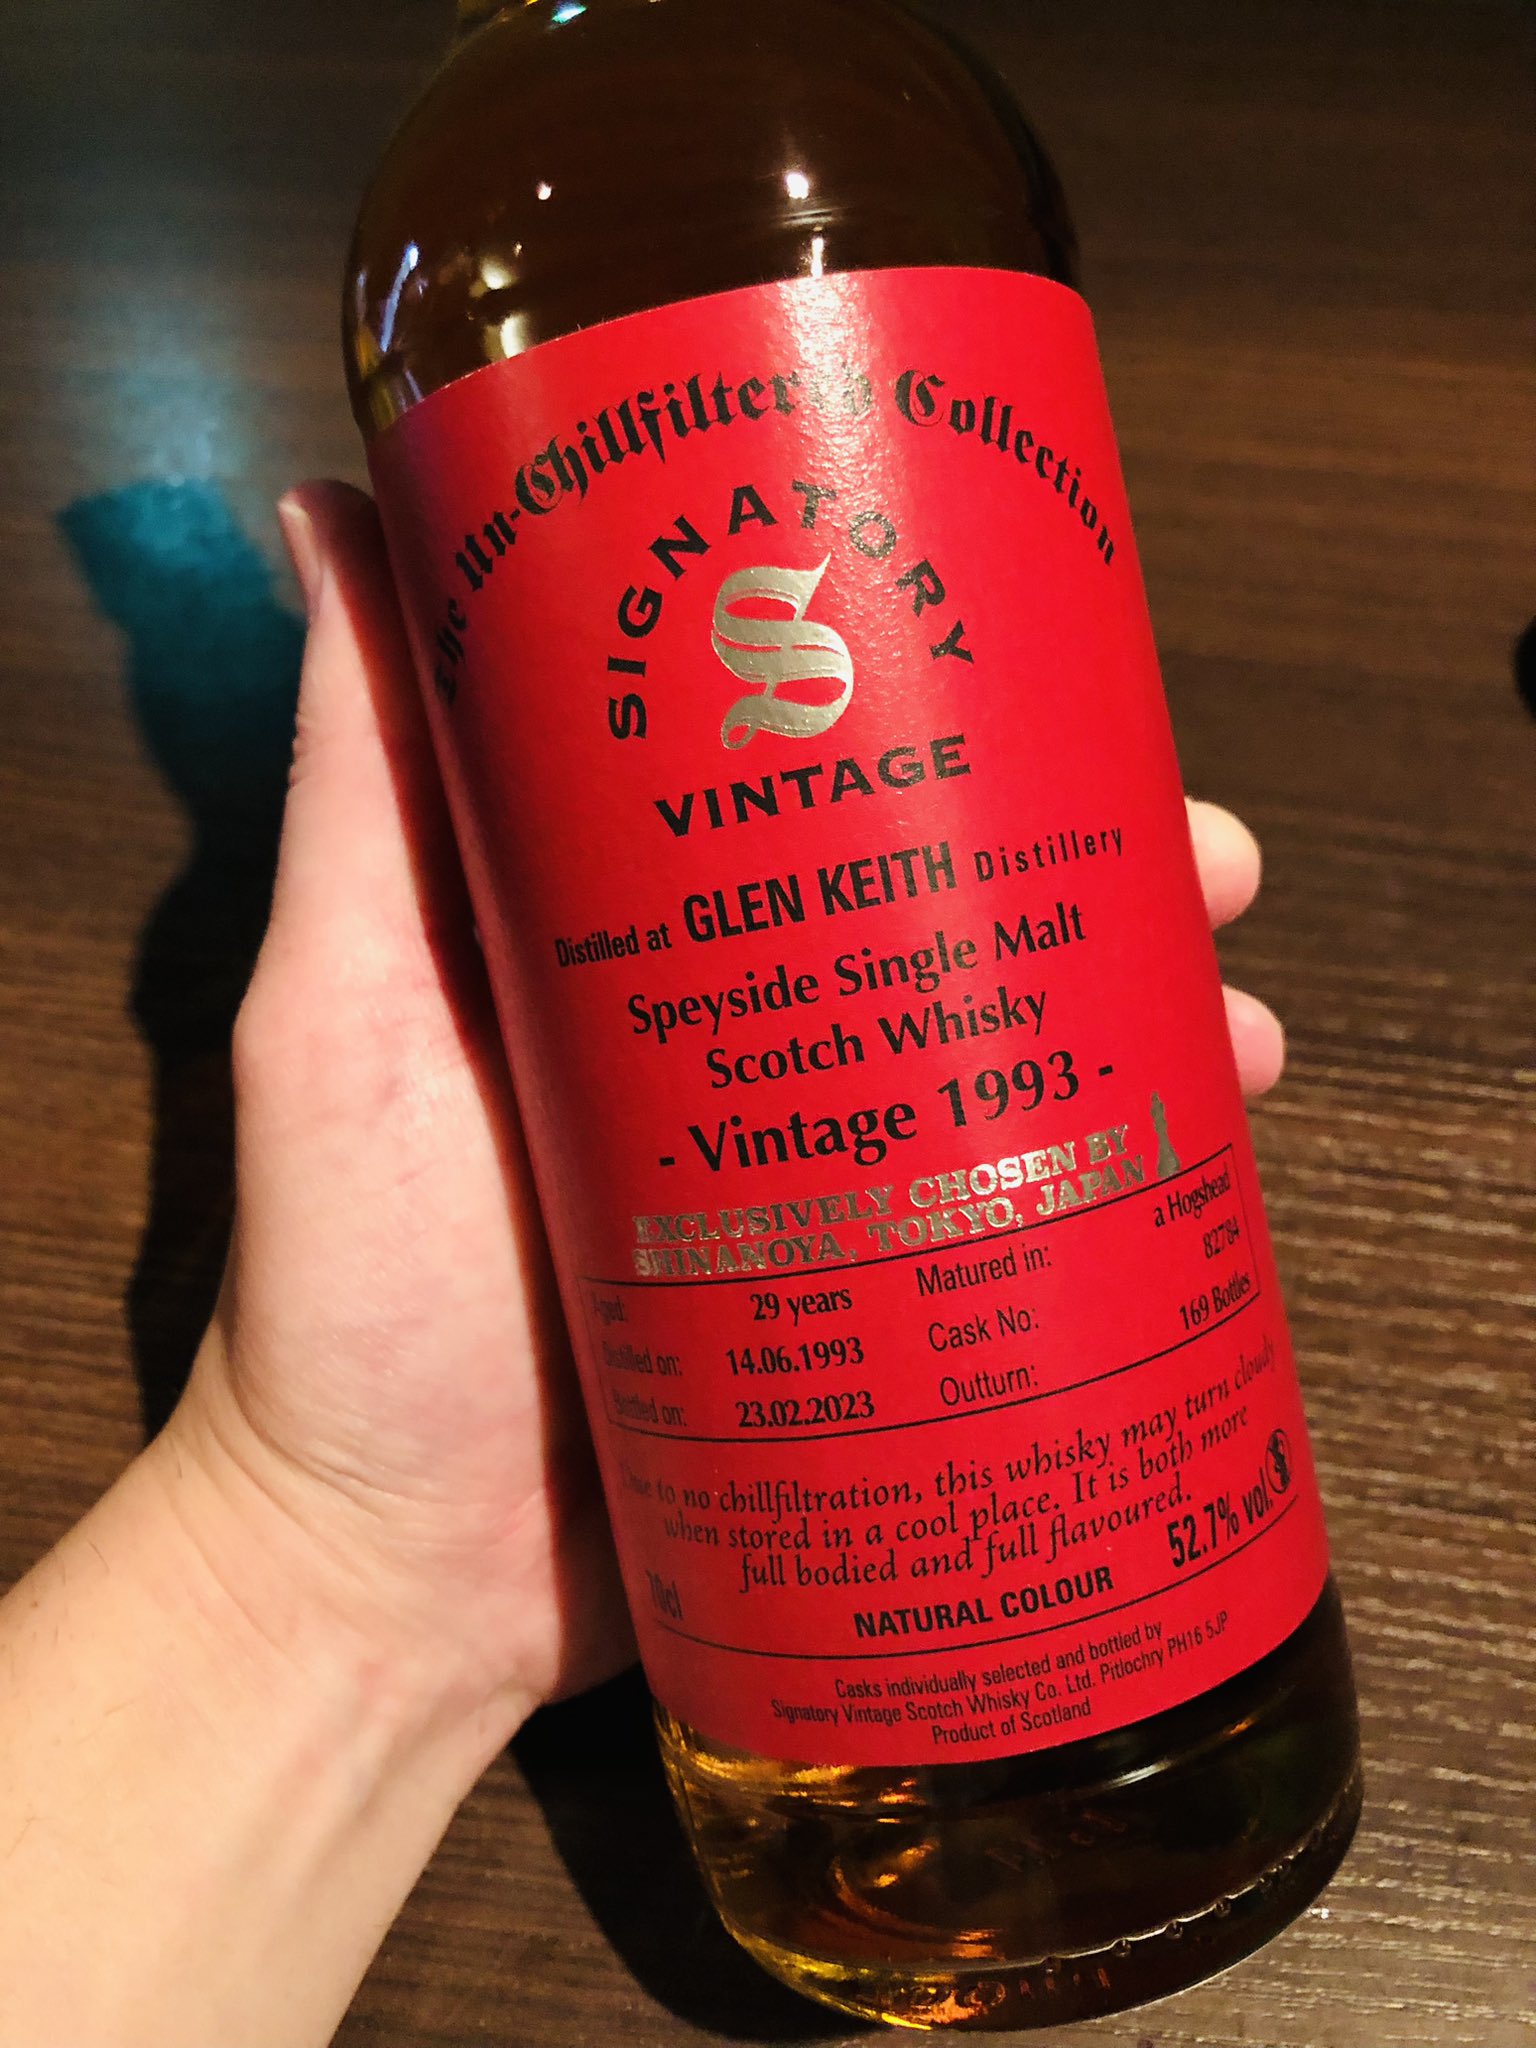 The Un-Chillfiltered Collection
SIGNATORY
S
VINTAGE
Distilled at GLEN KEITH Distillery
Speyside Single Malt
Scotch Whisky
- Vintage 1993 -
EXCLUSIVELY CHOSEN BY
SHINANOYA, TOKYO, JAPAN
Aged: 29 years Matured in: a Hogshead
Distilled on: 14.06.1993 Cask No: 82784
Bottled on: 23.02.2023 Outturn: 169 Bottles
Due to no chillfiltration, this whisky may turn cloudy
when stored in a cool place. It is both more
full bodied and full flavoured.
70cl NATURAL COLOUR 52.7% vol.
Casks individually selected and bottled by
Signatory Vintage Scotch Whisky Co. Ltd. Pitlochry PH16 5JP
Product of Scotland